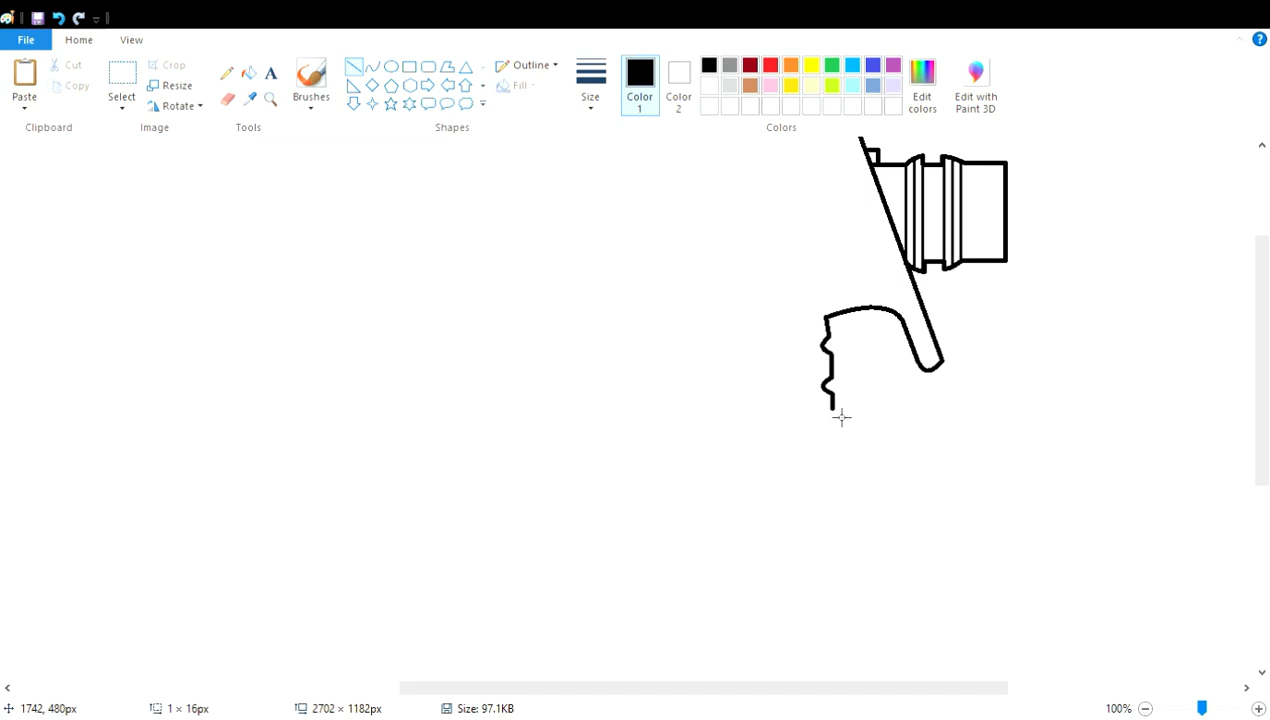 File Home View
Paste Cut Copy
Clipboard
Select Crop Resize Rotate
Image
A
Tools
Brushes
Outline Fill
Shapes
Size
Color 1
Color 2
Edit colors
Colors
Edit with Paint 3D
1742, 480px 1 × 16px 2702 × 1182px Size: 97.1KB 100%